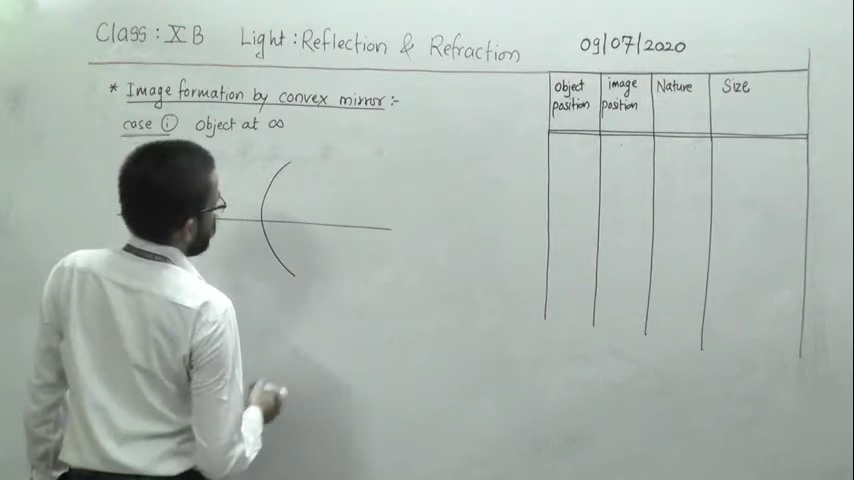 Class : X B Light : Reflection & Refraction 09/07/2020
* Image formation by convex mirror :-
case (i) Object at ∞
object position
image position
Nature
Size